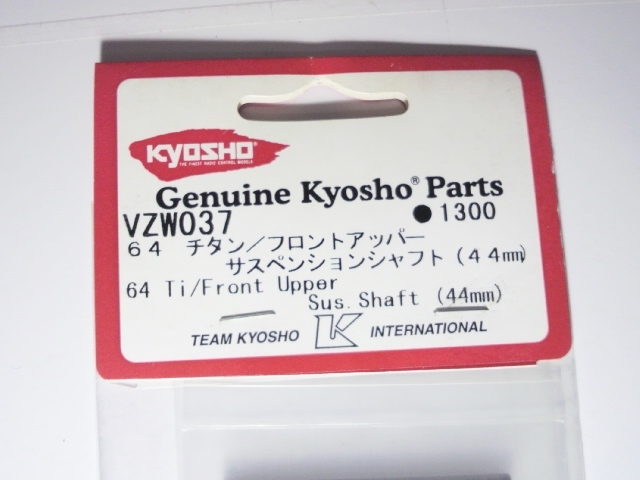 KYOSHO
THE FINEST RADIO CONTROL MODELS
Genuine Kyosho® Parts
VZW037 ●1300
64 チタン/フロントアッパー
サスペンションシャフト(44mm)
64 Ti/Front Upper
Sus. Shaft (44mm)
TEAM KYOSHO K INTERNATIONAL